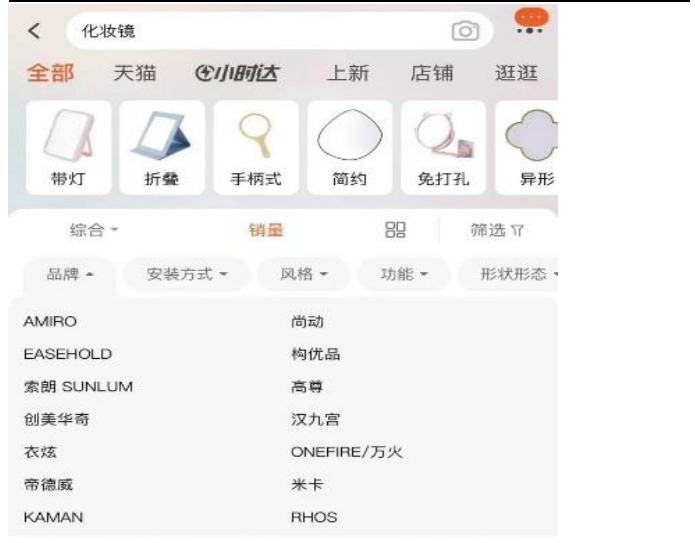 化妆镜
全部 天猫 小时达 上新 店铺 逛逛
带灯 折叠 手柄式 简约 免打孔 异形
综合 销量 筛选
品牌 安装方式 风格 功能 形状形态
AMIRO 尚动
EASEHOLD 构优品
索朗 SUNLUM 高尊
创美华奇 汉九宫
衣炫 ONEFIRE/万火
帝德威 米卡
KAMAN RHOS